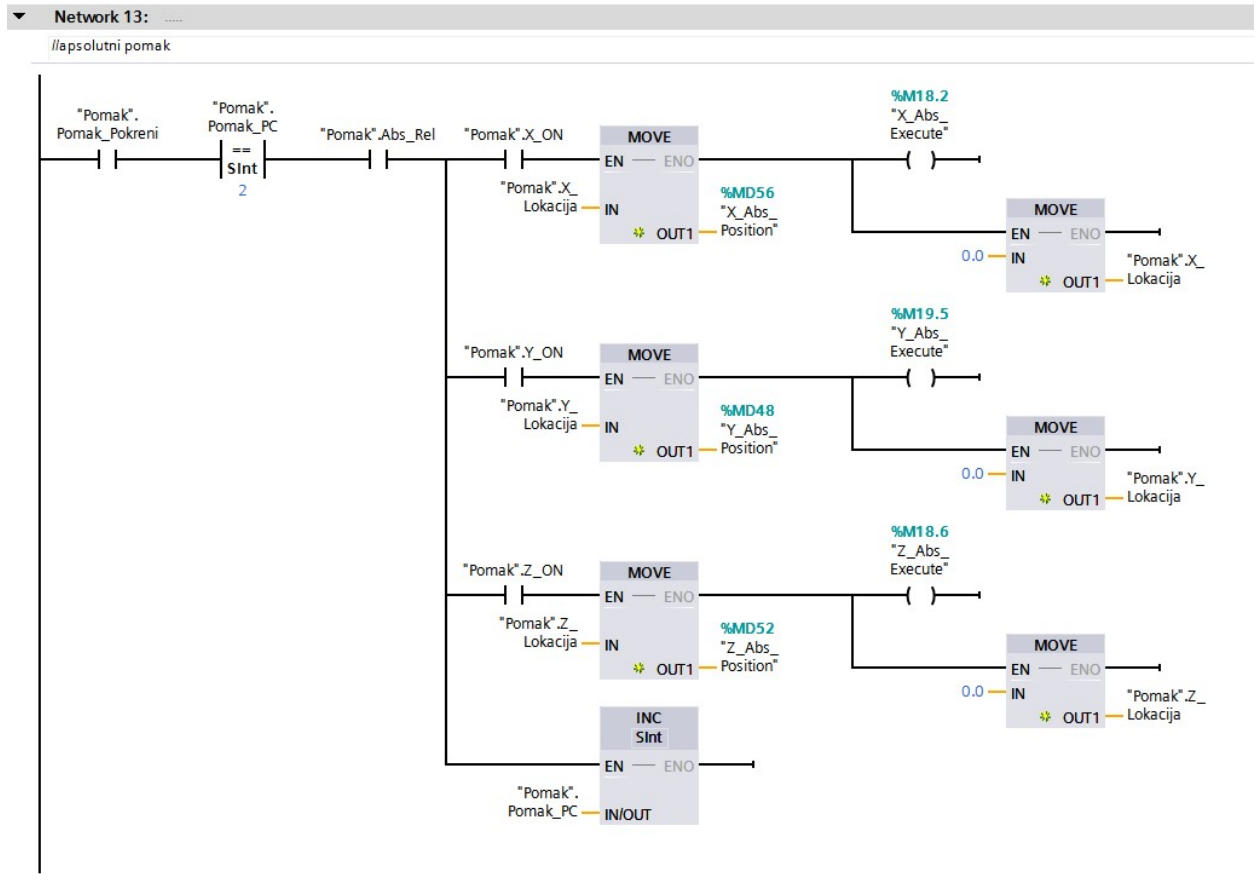 Network 13: .....
//apsolutni pomak
"Pomak".
Pomak_Pokreni
"Pomak".
Pomak_PC
==
SInt
2
"Pomak".Abs_Rel
"Pomak".X_ON
MOVE
EN
ENO
"Pomak".X_
Lokacija
IN
OUT1
%MD56
"X_Abs_
Position"
%M18.2
"X_Abs_
Execute"
MOVE
EN
ENO
0.0
IN
OUT1
"Pomak".X_
Lokacija
"Pomak".Y_ON
MOVE
EN
ENO
"Pomak".Y_
Lokacija
IN
OUT1
%MD48
"Y_Abs_
Position"
%M19.5
"Y_Abs_
Execute"
MOVE
EN
ENO
0.0
IN
OUT1
"Pomak".Y_
Lokacija
"Pomak".Z_ON
MOVE
EN
ENO
"Pomak".Z_
Lokacija
IN
OUT1
%MD52
"Z_Abs_
Position"
%M18.6
"Z_Abs_
Execute"
MOVE
EN
ENO
0.0
IN
OUT1
"Pomak".Z_
Lokacija
INC
SInt
EN
ENO
"Pomak".
Pomak_PC
IN/OUT